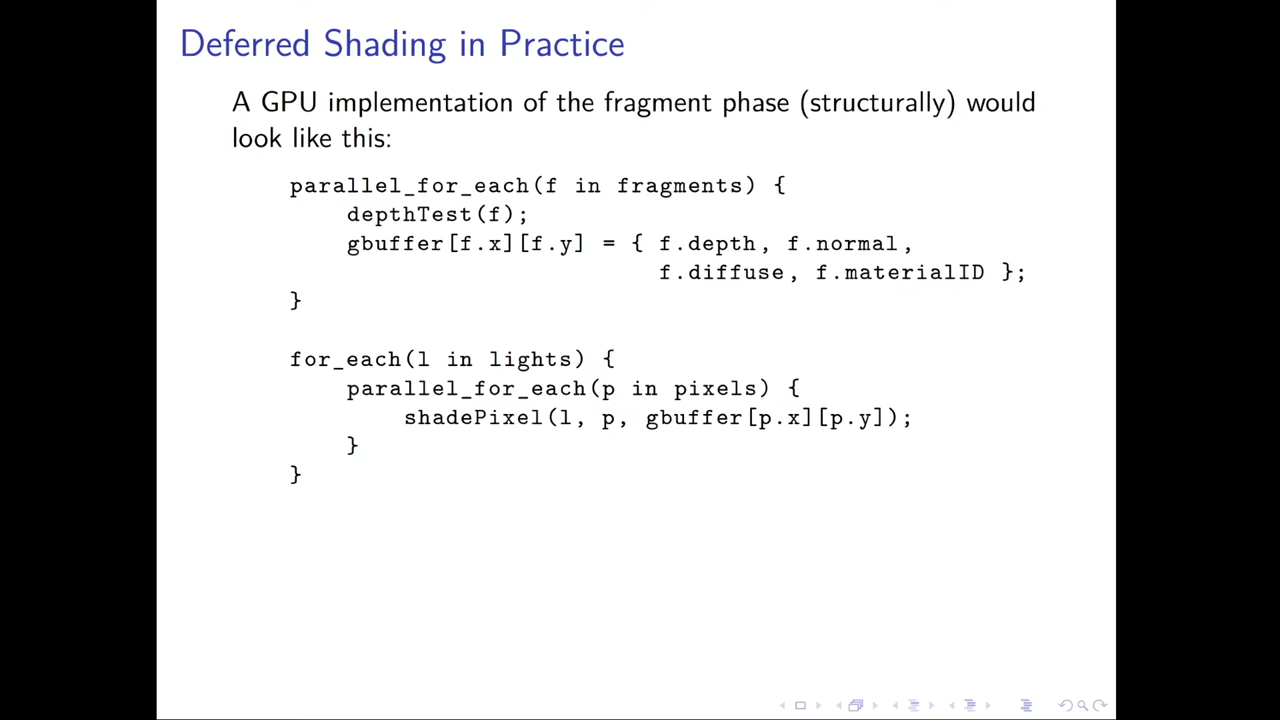 Deferred Shading in Practice
A GPU implementation of the fragment phase (structurally) would
look like this:
parallel_for_each(f in fragments) {
depthTest(f);
gbuffer[f.x][f.y] = { f.depth, f.normal,
f.diffuse, f.materialID };
}
for_each(l in lights) {
parallel_for_each(p in pixels) {
shadePixel(l, p, gbuffer[p.x][p.y]);
}
}